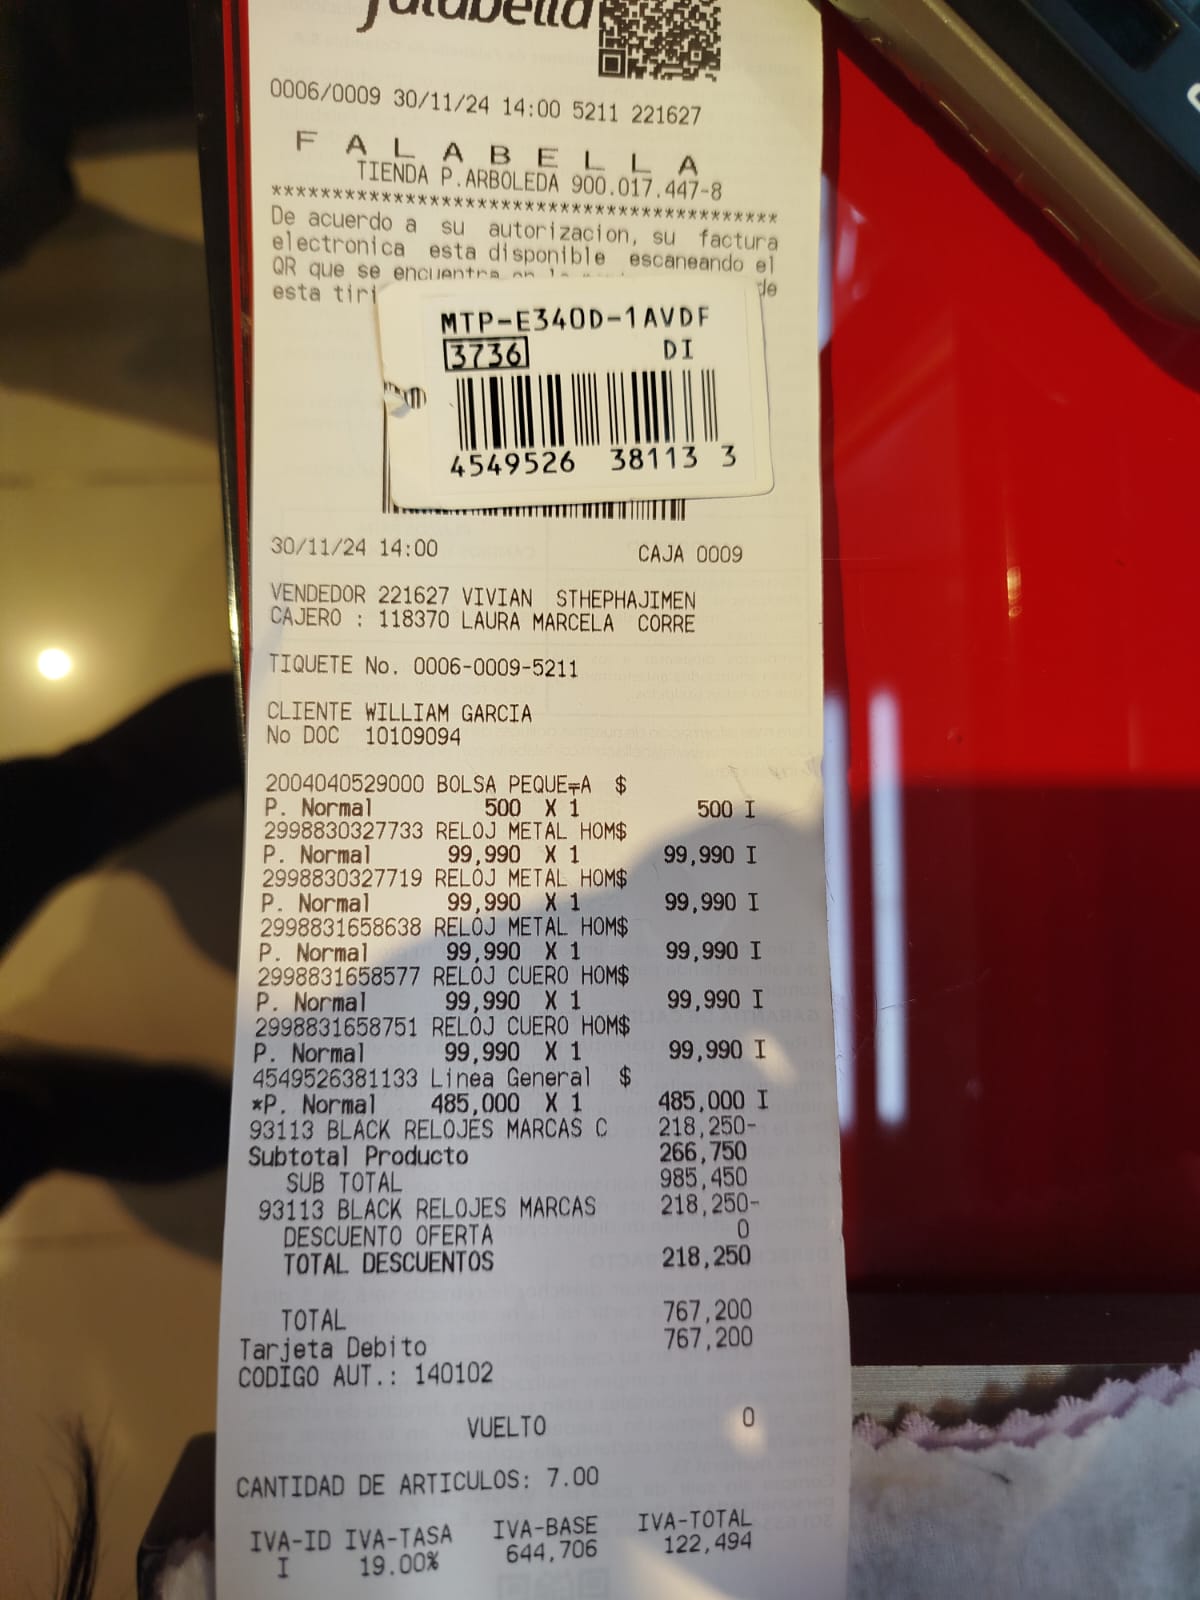 falabella
0006/0009 30/11/24 14:00 5211 221627
F A L A B E L L A
TIENDA P.ARBOLEDA 900.017.447-8
*****************************************
De acuerdo a su autorizacion, su factura
electronica esta disponible escaneando el
QR que se encuentra en
esta de
MTP-E340D-1AVDF
3736 DI
4549526 38113 3
30/11/24 14:00 CAJA 0009
VENDEDOR 221627 VIVIAN STHEPHAJIMEN
CAJERO : 118370 LAURA MARCELA CORRE
TIQUETE No. 0006-0009-5211
CLIENTE WILLIAM GARCIA
No DOC 10109094
2004040529000 BOLSA PEQUE╤A $
P. Normal 500 X 1 500 I
2998830327733 RELOJ METAL HOM$
P. Normal 99,990 X 1 99,990 I
2998830327719 RELOJ METAL HOM$
P. Normal 99,990 X 1 99,990 I
2998831658638 RELOJ METAL HOM$
P. Normal 99,990 X 1 99,990 I
2998831658577 RELOJ CUERO HOM$
P. Normal 99,990 X 1 99,990 I
2998831658751 RELOJ CUERO HOM$
P. Normal 99,990 X 1 99,990 I
4549526381133 Linea General $
*P. Normal 485,000 X 1 485,000 I
93113 BLACK RELOJES MARCAS C 218,250-
Subtotal Producto 266,750
SUB TOTAL 985,450
93113 BLACK RELOJES MARCAS 218,250-
DESCUENTO OFERTA 0
TOTAL DESCUENTOS 218,250
TOTAL 767,200
Tarjeta Debito 767,200
CODIGO AUT.: 140102
VUELTO 0
CANTIDAD DE ARTICULOS: 7.00
IVA-ID IVA-TASA IVA-BASE IVA-TOTAL
I 19.00% 644,706 122,494